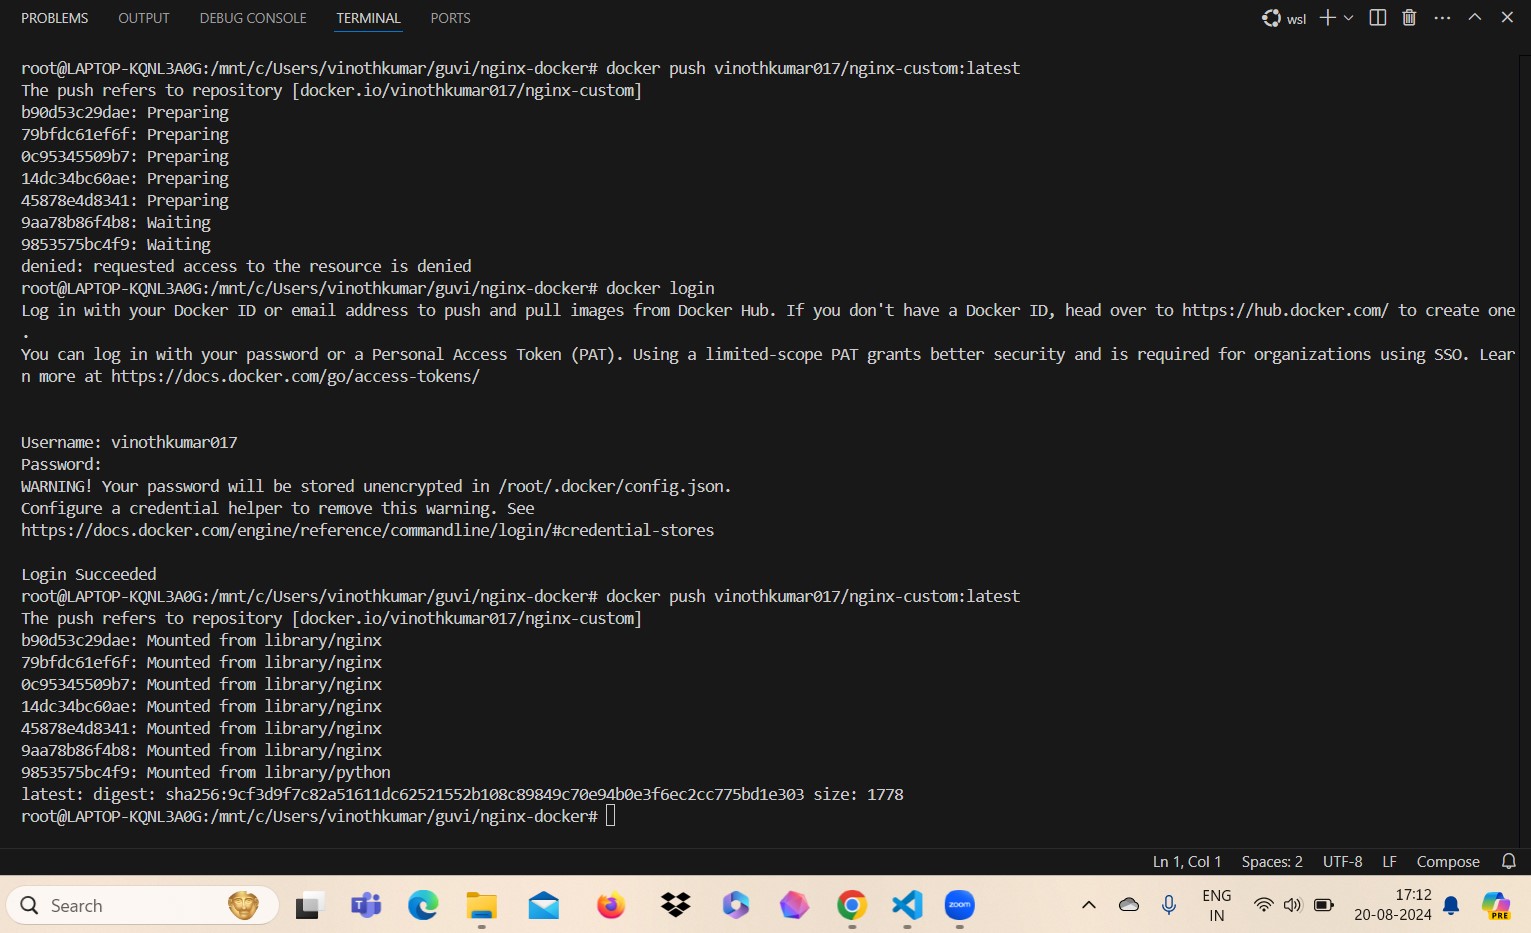 PROBLEMS OUTPUT DEBUG CONSOLE TERMINAL PORTS wsl
root@LAPTOP-KQNL3A0G:/mnt/c/Users/vinothkumar/guvi/nginx-docker# docker push vinothkumar017/nginx-custom:latest
The push refers to repository [docker.io/vinothkumar017/nginx-custom]
b90d53c29dae: Preparing
79bfdc61ef6f: Preparing
0c95345509b7: Preparing
14dc34bc60ae: Preparing
45878e4d8341: Preparing
9aa78b86f4b8: Waiting
9853575bc4f9: Waiting
denied: requested access to the resource is denied
root@LAPTOP-KQNL3A0G:/mnt/c/Users/vinothkumar/guvi/nginx-docker# docker login
Log in with your Docker ID or email address to push and pull images from Docker Hub. If you don't have a Docker ID, head over to https://hub.docker.com/ to create one
.
You can log in with your password or a Personal Access Token (PAT). Using a limited-scope PAT grants better security and is required for organizations using SSO. Lear
n more at https://docs.docker.com/go/access-tokens/
Username: vinothkumar017
Password:
WARNING! Your password will be stored unencrypted in /root/.docker/config.json.
Configure a credential helper to remove this warning. See
https://docs.docker.com/engine/reference/commandline/login/#credential-stores
Login Succeeded
root@LAPTOP-KQNL3A0G:/mnt/c/Users/vinothkumar/guvi/nginx-docker# docker push vinothkumar017/nginx-custom:latest
The push refers to repository [docker.io/vinothkumar017/nginx-custom]
b90d53c29dae: Mounted from library/nginx
79bfdc61ef6f: Mounted from library/nginx
0c95345509b7: Mounted from library/nginx
14dc34bc60ae: Mounted from library/nginx
45878e4d8341: Mounted from library/nginx
9aa78b86f4b8: Mounted from library/nginx
9853575bc4f9: Mounted from library/python
latest: digest: sha256:9cf3d9f7c82a51611dc62521552b108c89849c70e94b0e3f6ec2cc775bd1e303 size: 1778
root@LAPTOP-KQNL3A0G:/mnt/c/Users/vinothkumar/guvi/nginx-docker#
Ln 1, Col 1 Spaces: 2 UTF-8 LF Compose
Search T zoom ENG 17:12 PRE
IN 20-08-2024